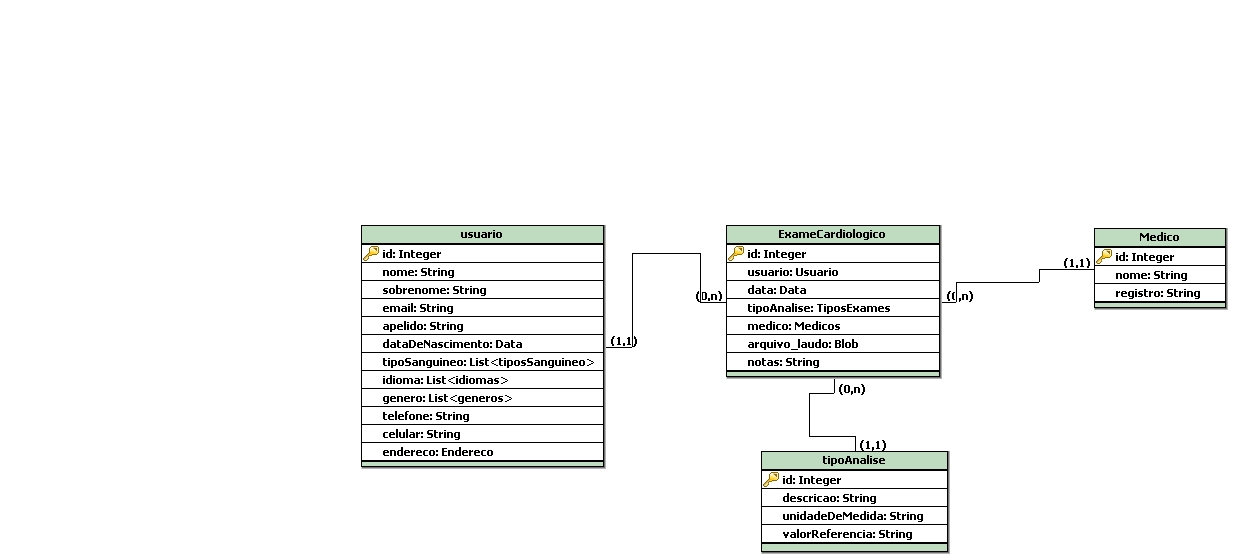 usuario
id: Integer
nome: String
sobrenome: String
email: String
apelido: String
dataDeNascimento: Data
tipoSanguineo: List<tiposSanguineo>
idioma: List<idiomas>
genero: List<generos>
telefone: String
celular: String
endereco: Endereco
(1,1)
(0,n)
ExameCardiologico
id: Integer
usuario: Usuario
data: Data
tipoAnalise: TiposExames
medico: Medicos
arquivo_laudo: Blob
notas: String
(0,n)
(1,1)
Medico
id: Integer
nome: String
registro: String
(0,n)
(1,1)
tipoAnalise
id: Integer
descricao: String
unidadeDeMedida: String
valorReferencia: String